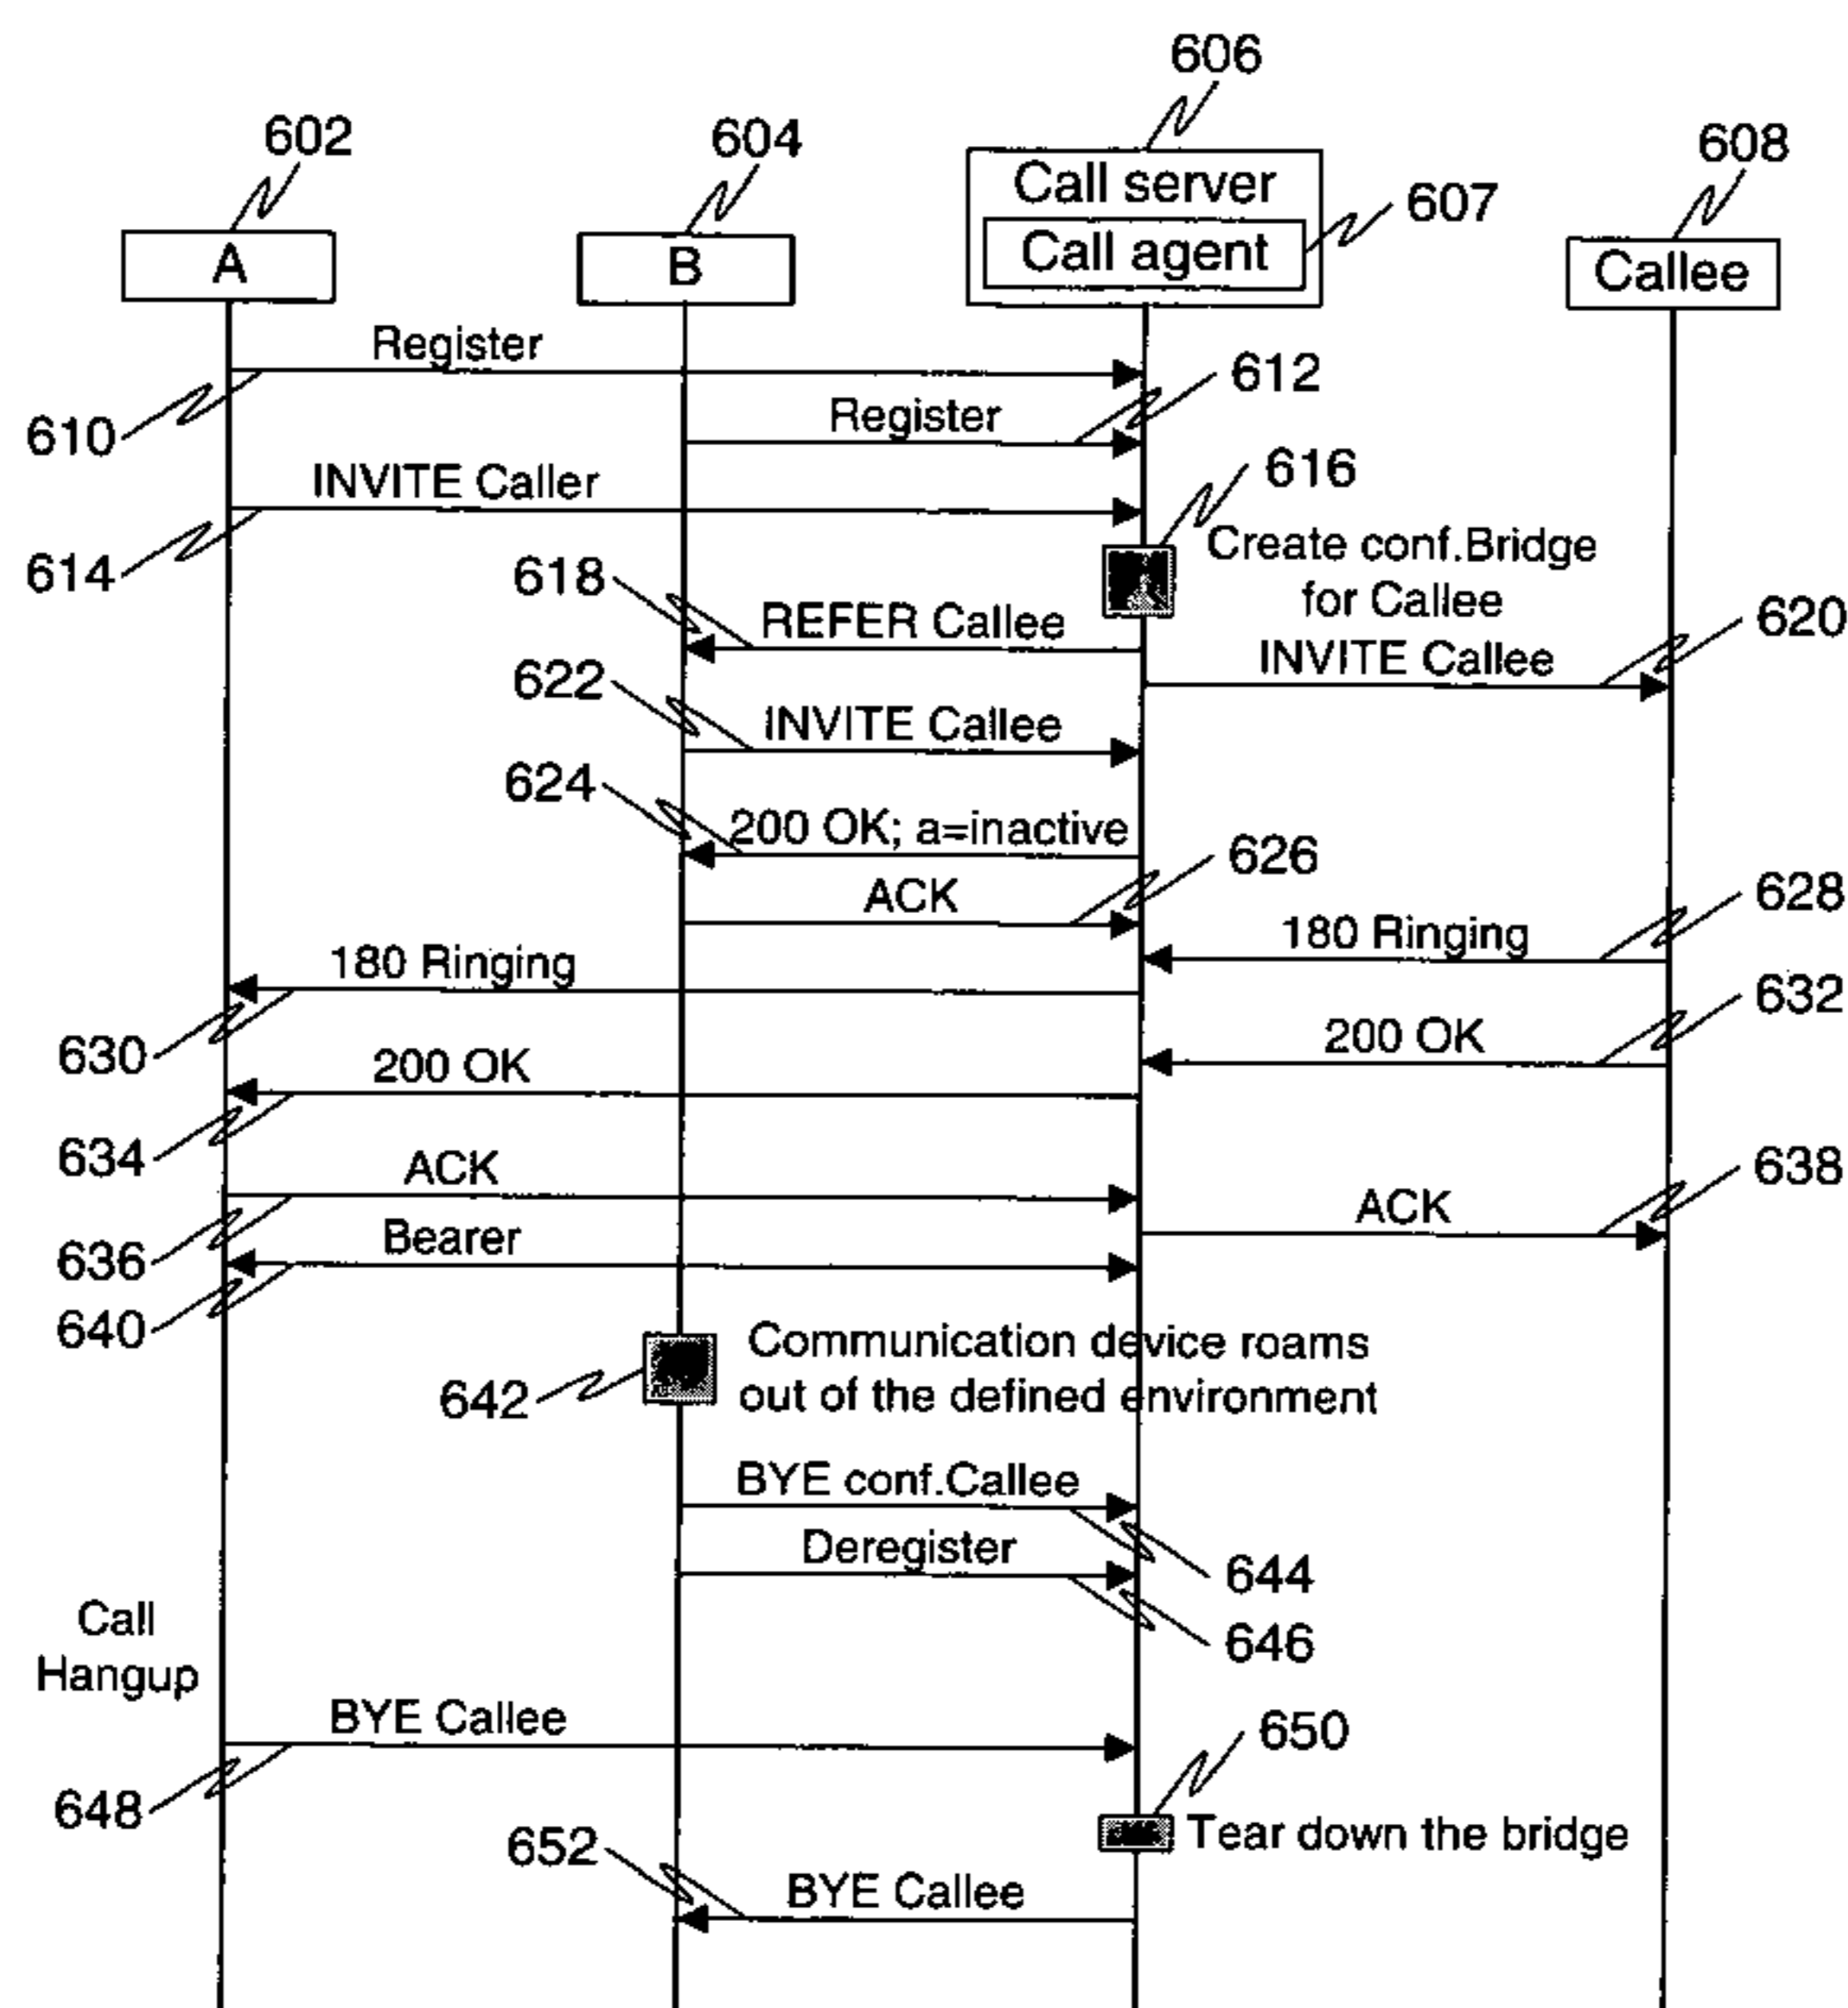 606
602
604
608
Call server
607
A
B
Call agent
Callee
Register
610
612
Register
INVITE Caller
614
616
Create conf.Bridge
for Callee
618
REFER Callee
620
INVITE Callee
622
INVITE Callee
624
200 OK; a=inactive
626
ACK
628
180 Ringing
180 Ringing
630
632
200 OK
200 OK
634
ACK
636
638
ACK
Bearer
640
642
Communication device roams
out of the defined environment
BYE conf.Callee
644
Deregister
646
Call
Hangup
BYE Callee
648
650
Tear down the bridge
652
BYE Callee